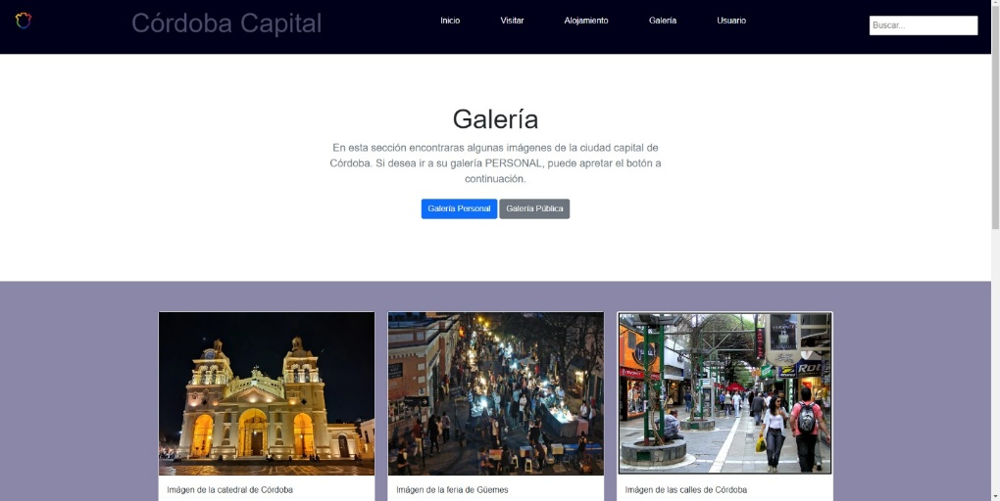 Córdoba Capital
Inicio
Visitar
Alojamiento
Galería
Usuario
Buscar...
Galería
En esta sección encontraras algunas imágenes de la ciudad capital de
Córdoba. Si desea ir a su galería PERSONAL, puede apretar el botón a
continuación.
Galería Personal
Galería Pública
Imágen de la catedral de Córdoba
Imágen de la feria de Güemes
Imágen de las calles de Córdoba